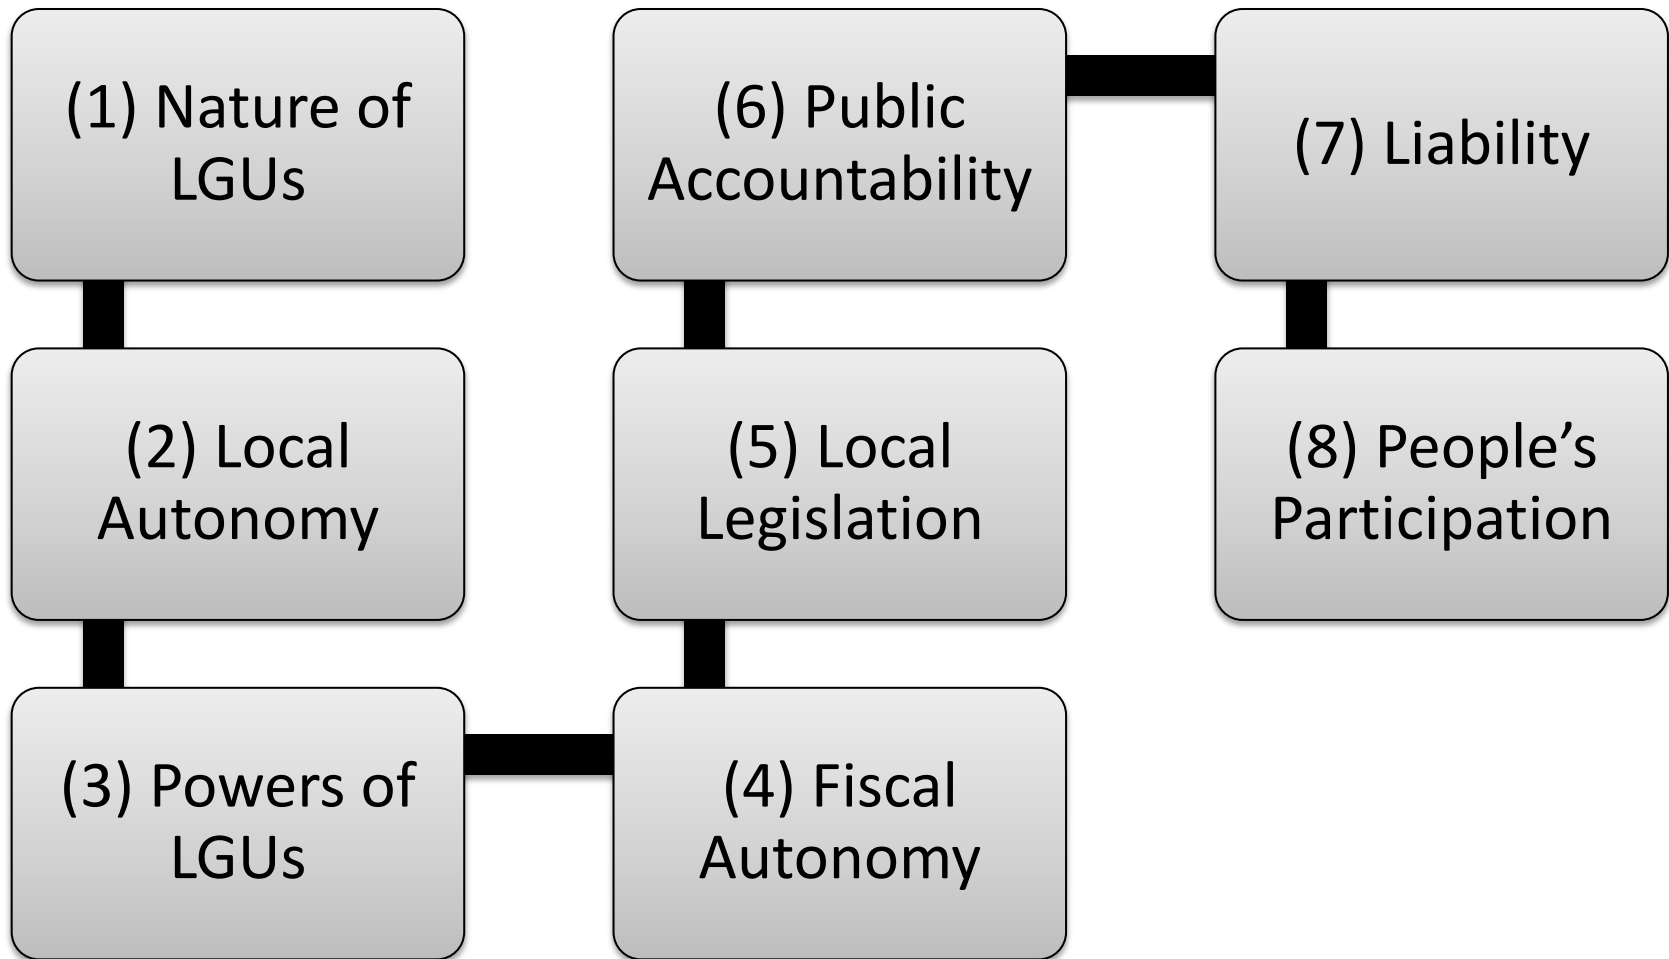 (1) Nature of
LGUs
(2) Local
Autonomy
(3) Powers of
LGUs
(4) Fiscal
Autonomy
(5) Local
Legislation
(6) Public
Accountability
(7) Liability
(8) People’s
Participation